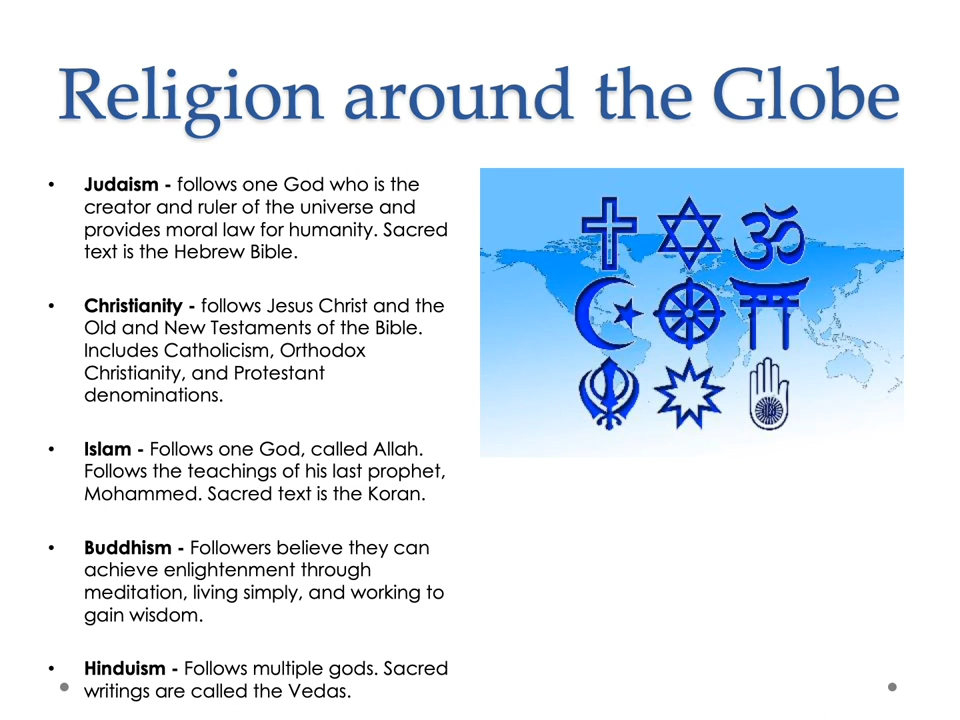 Religion around the Globe
• Judaism - follows one God who is the
creator and ruler of the universe and
provides moral law for humanity. Sacred
text is the Hebrew Bible.
• Christianity - follows Jesus Christ and the
Old and New Testaments of the Bible.
Includes Catholicism, Orthodox
Christianity, and Protestant
denominations.
• Islam - Follows one God, called Allah.
Follows the teachings of his last prophet,
Mohammed. Sacred text is the Koran.
• Buddhism - Followers believe they can
achieve enlightenment through
meditation, living simply, and working to
gain wisdom.
• Hinduism - Follows multiple gods. Sacred
writings are called the Vedas.
ॐ